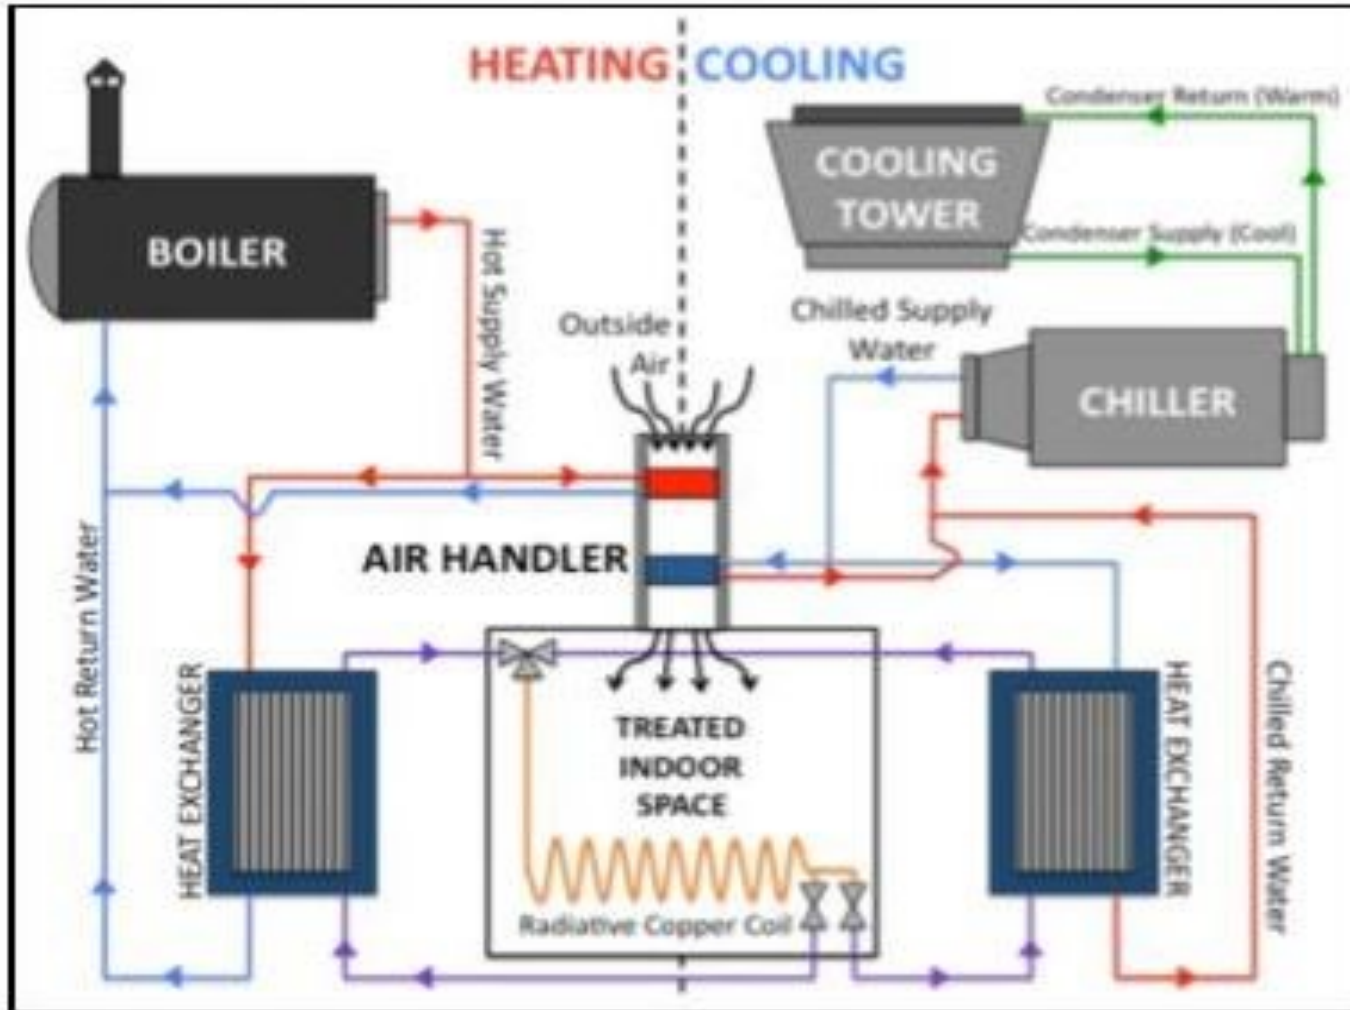 HEATING COOLING
Condenser Return (Warm)
COOLING
TOWER
BOILER
Condenser Supply (Cool)
Hot Supply Water
Outside
Air
Chilled Supply
Water
CHILLER
AIR HANDLER
Hot Return Water
HEAT EXCHANGER
TREATED
INDOOR
SPACE
HEAT EXCHANGER
Chilled Return Water
Radiative Copper Coil